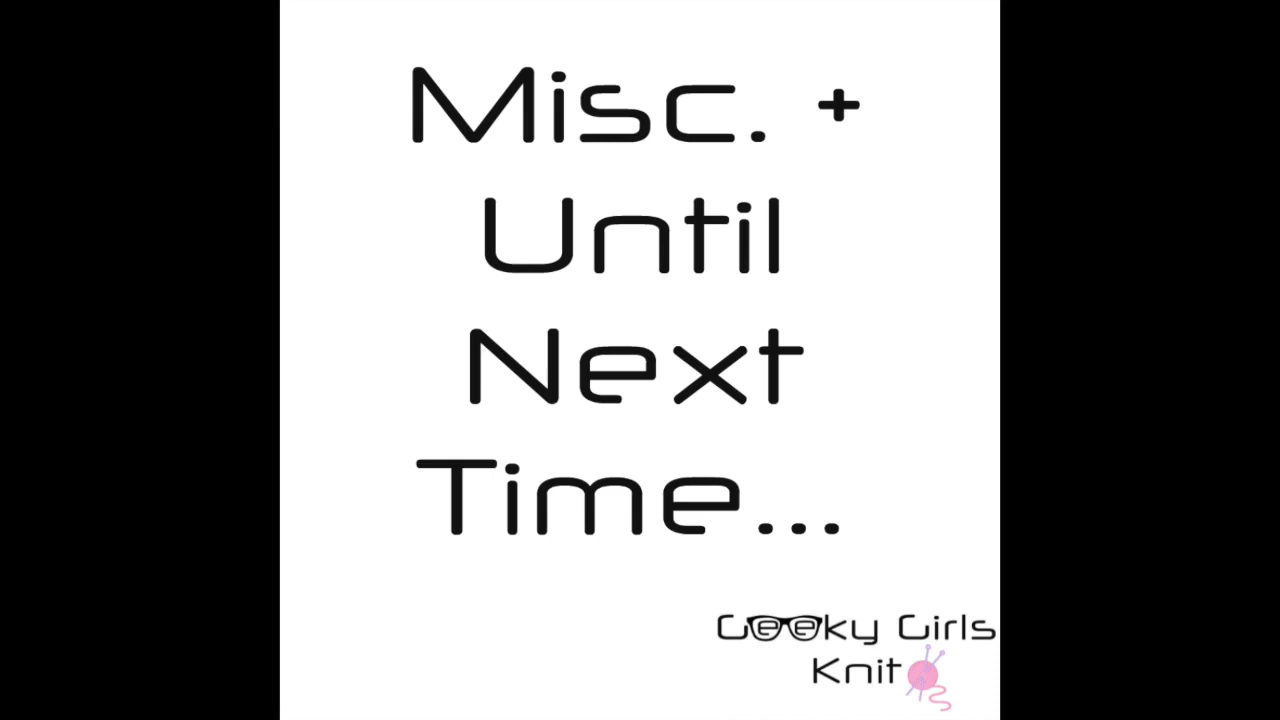 Misc. +
Until
Next
Time...
Geeky Girls
Knit